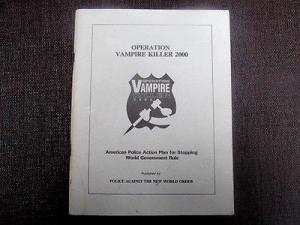 OPERATION
VAMPIRE KILLER 2000
OPERATION
VAMPIRE
American Police Action Plan for Stopping
World Government Rule
Published by
POLICE AGAINST THE NEW WORLD ORDER